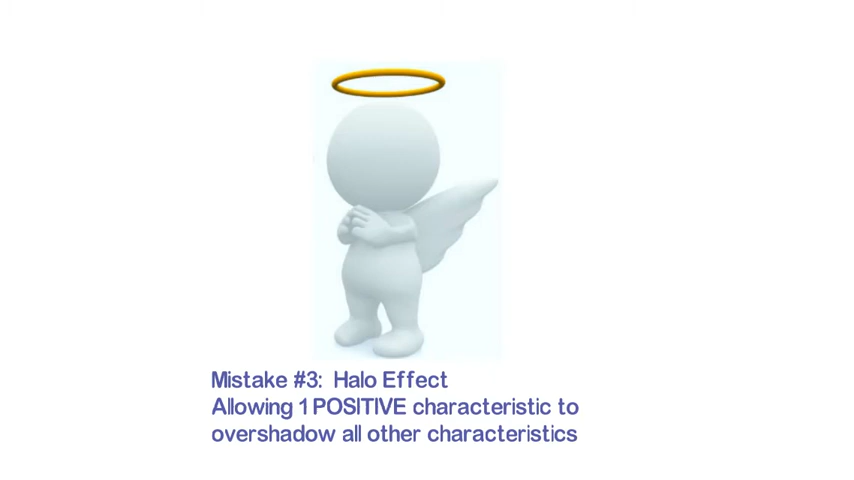 Mistake #3: Halo Effect
Allowing 1 POSITIVE characteristic to
overshadow all other characteristics